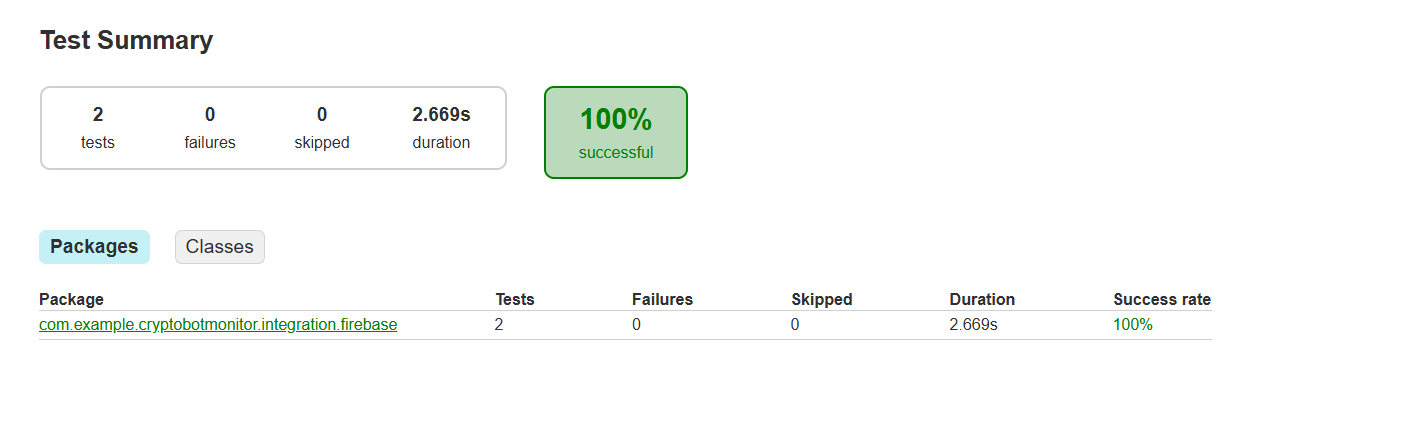 Test Summary
2 0 0 2.669s
tests failures skipped duration
100%
successful
Packages Classes
Package Tests Failures Skipped Duration Success rate
com.example.cryptobotmonitor.integration.firebase 2 0 0 2.669s 100%